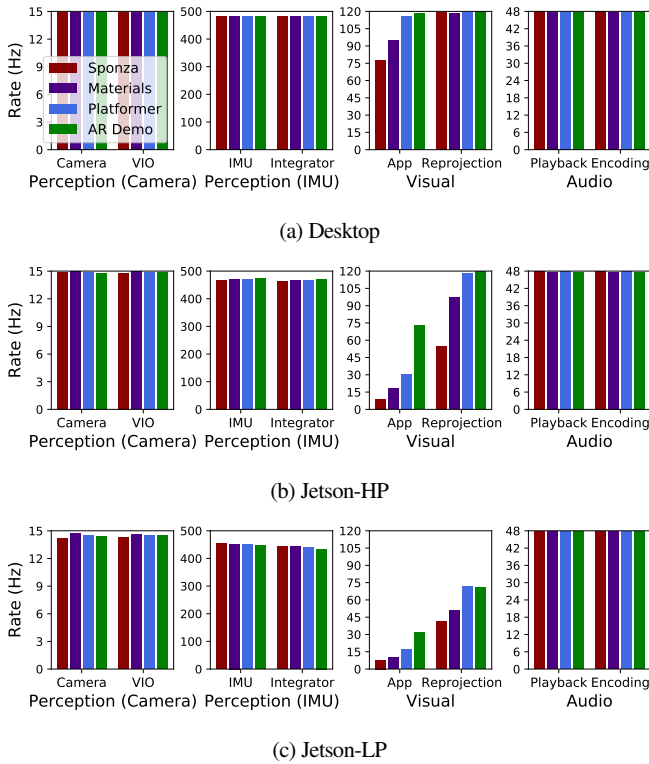 Rate (Hz)
15
12
9
6
3
0
Sponza
Materials
Platformer
AR Demo
Camera VIO
Perception (Camera)
500
400
300
200
100
0
IMU Integrator
Perception (IMU)
120
105
90
75
60
45
30
15
0
App Reprojection
Visual
48
42
36
30
24
18
12
6
0
Playback Encoding
Audio
(a) Desktop
Rate (Hz)
15
12
9
6
3
0
Camera VIO
Perception (Camera)
500
400
300
200
100
0
IMU Integrator
Perception (IMU)
120
105
90
75
60
45
30
15
0
App Reprojection
Visual
48
42
36
30
24
18
12
6
0
Playback Encoding
Audio
(b) Jetson-HP
Rate (Hz)
15
12
9
6
3
0
Camera VIO
Perception (Camera)
500
400
300
200
100
0
IMU Integrator
Perception (IMU)
120
105
90
75
60
45
30
15
0
App Reprojection
Visual
48
42
36
30
24
18
12
6
0
Playback Encoding
Audio
(c) Jetson-LP